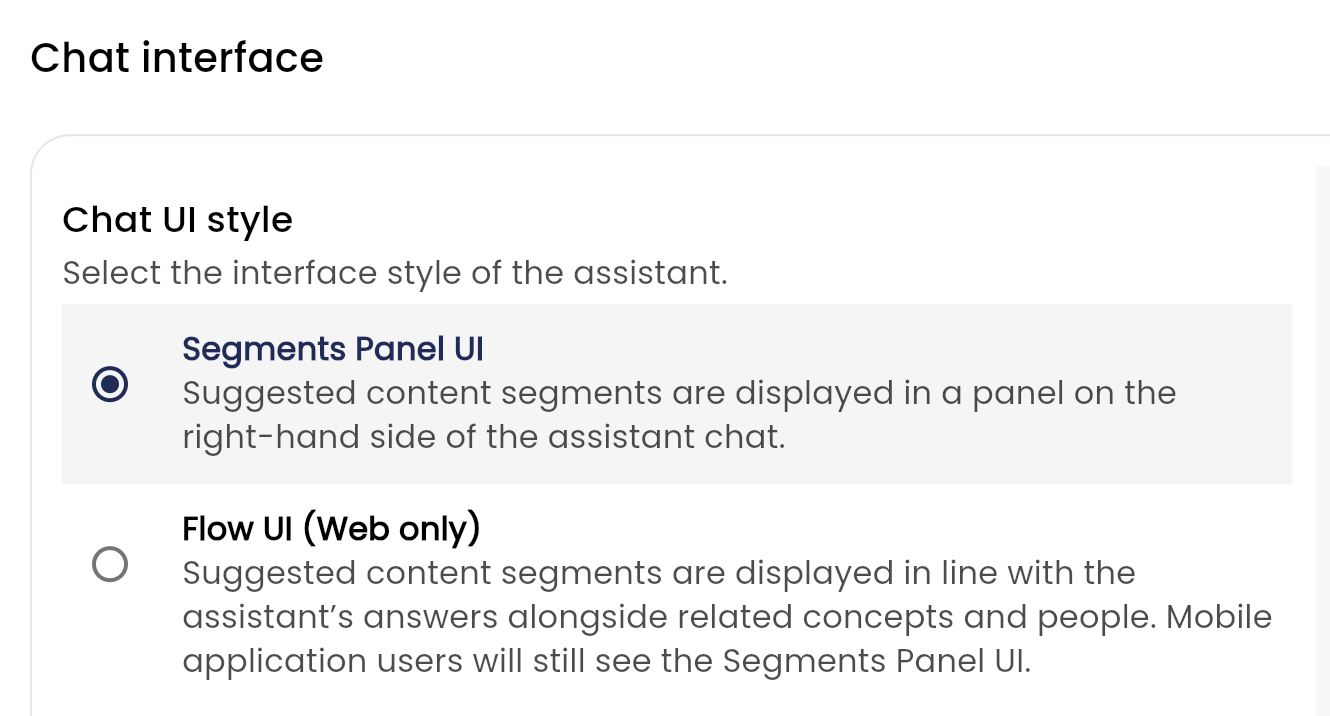 Chat interface
Chat UI style
Select the interface style of the assistant.
Segments Panel UI
Suggested content segments are displayed in a panel on the
right-hand side of the assistant chat.
Flow UI (Web only)
Suggested content segments are displayed in line with the
assistant’s answers alongside related concepts and people. Mobile
application users will still see the Segments Panel UI.